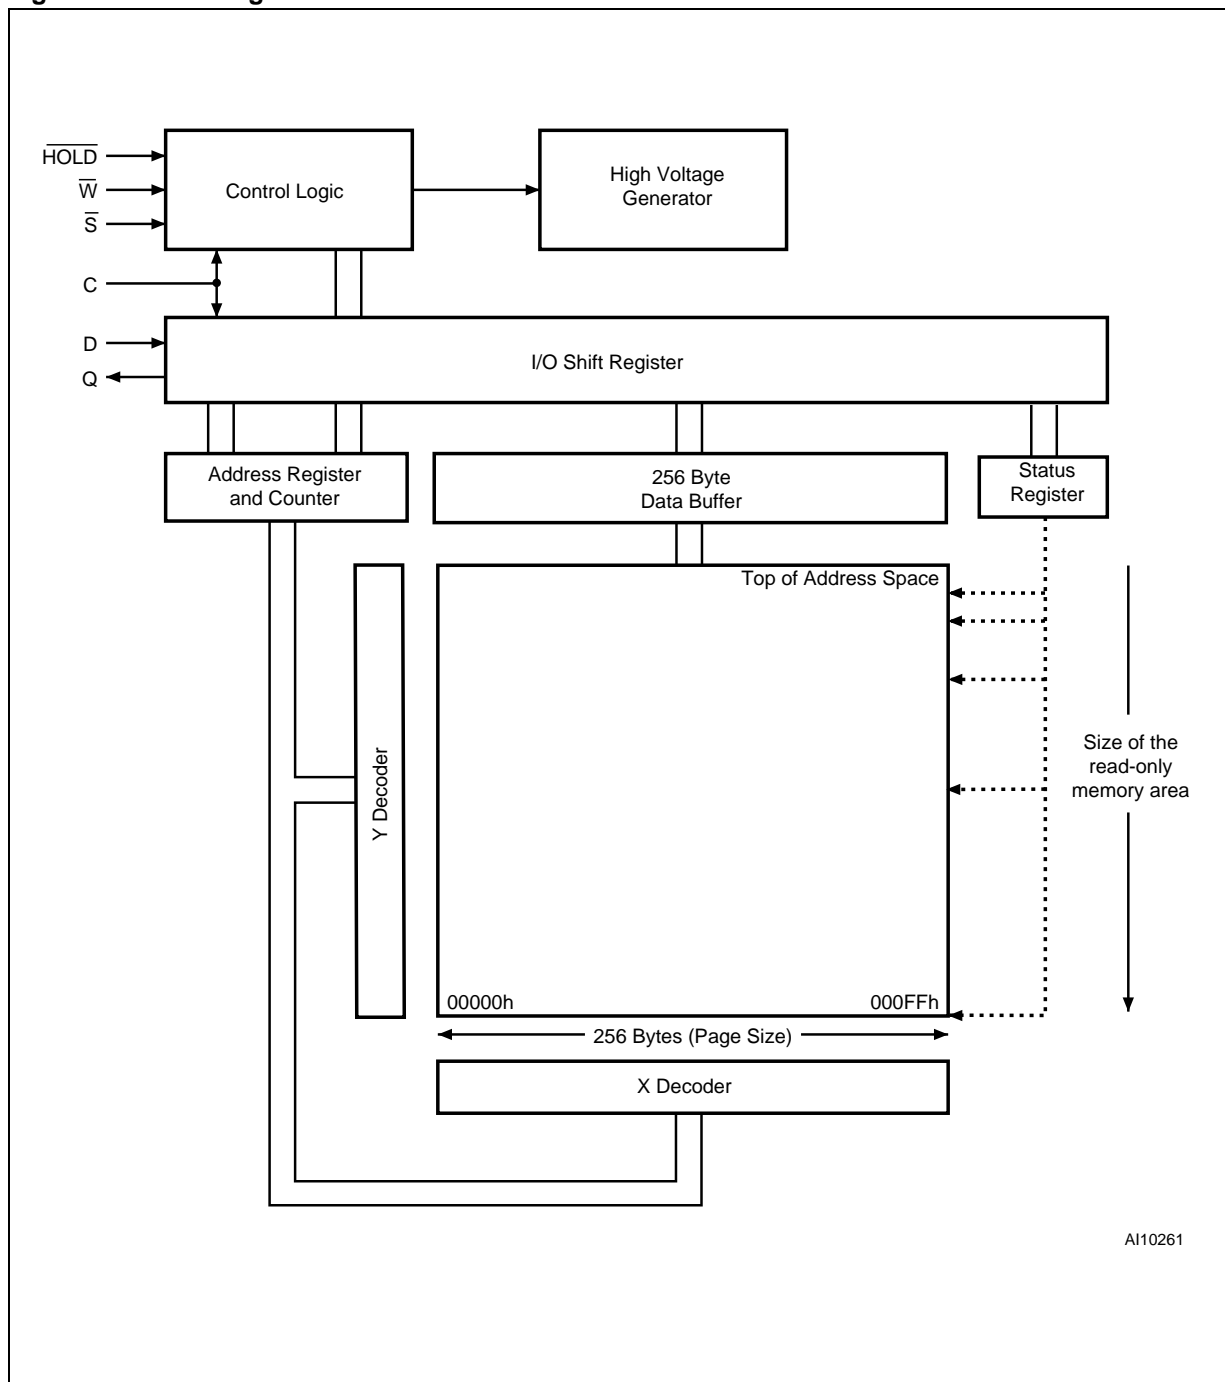 HOLD
W
S
C
D
Q
Control Logic
High Voltage
Generator
I/O Shift Register
Address Register
and Counter
256 Byte
Data Buffer
Status
Register
Top of Address Space
Y Decoder
Size of the
read-only
memory area
00000h
000FFh
256 Bytes (Page Size)
X Decoder
AI10261